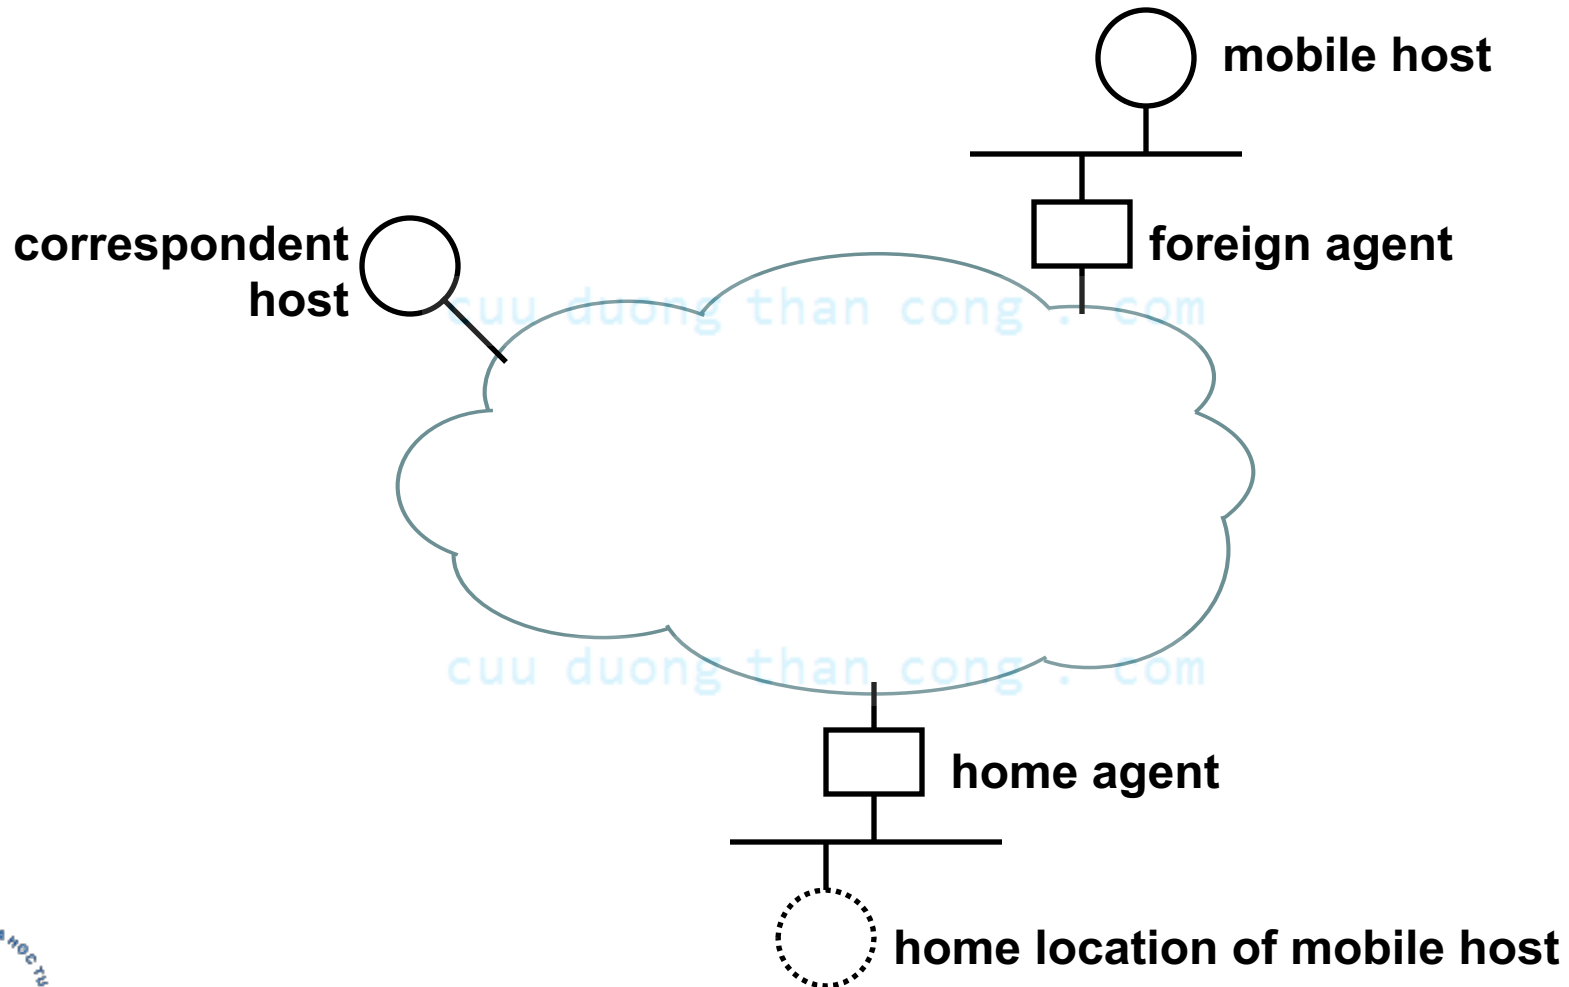 mobile host
correspondent
host
foreign agent
cuu duong than cong . com
cuu duong than cong . com
home agent
home location of mobile host